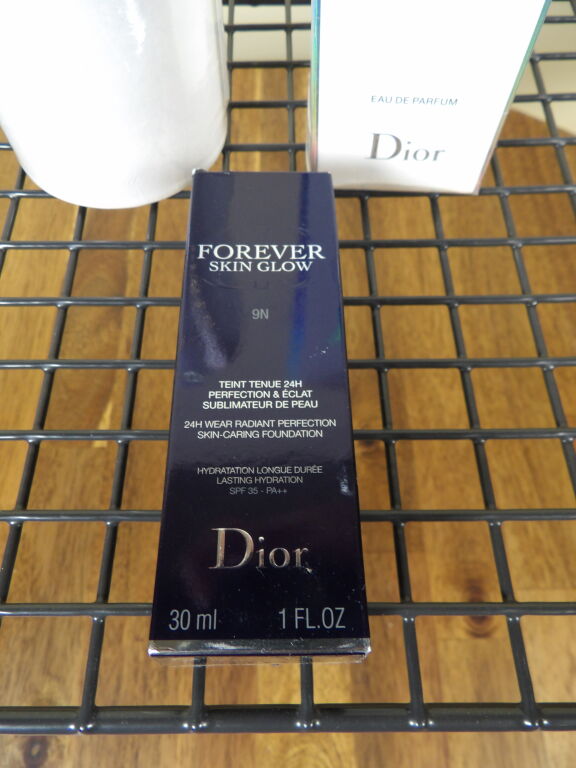 EAU DE PARFUM
Dior
FOREVER
SKIN GLOW
9N
TEINT TENUE 24H
PERFECTION & ÉCLAT
SUBLIMATEUR DE PEAU
24H WEAR RADIANT PERFECTION
SKIN-CARING FOUNDATION
HYDRATATION LONGUE DURÉE
LASTING HYDRATION
SPF 35 - PA++
Dior
30 ml 1 FL.OZ